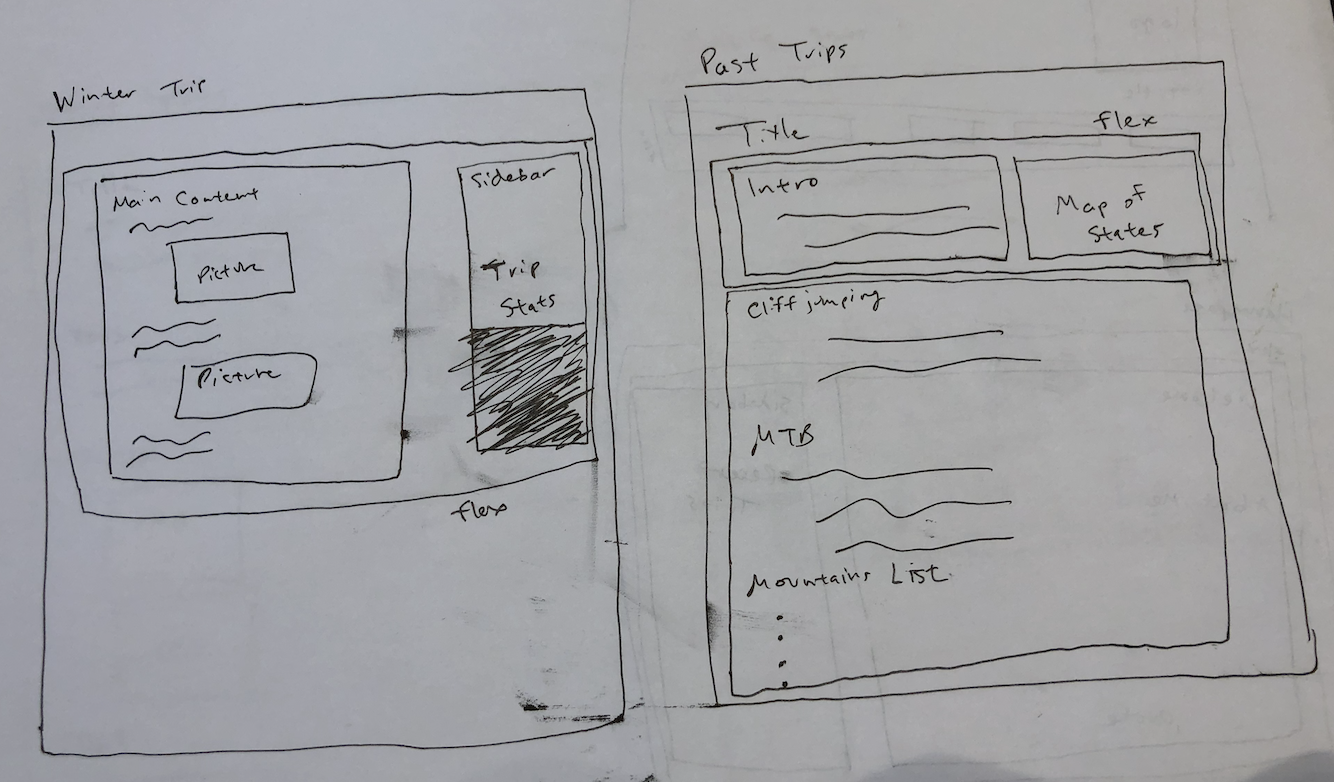 Winter Trip
Main Content
Picture
Picture
Sidebar
Trip
Stats
flex
Past Trips
Title
flex
Intro
Map of
States
Cliff jumping
MTB
Mountains List